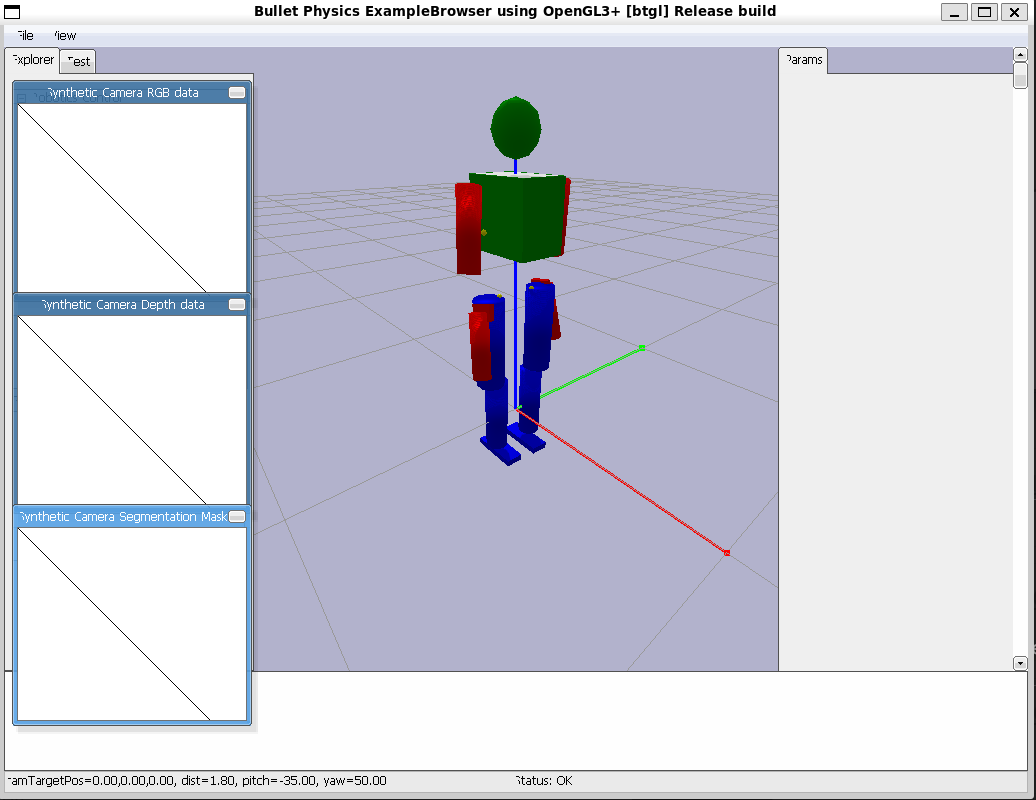 Bullet Physics ExampleBrowser using OpenGL3+ [btgl] Release build
File View
Explorer Test
Params
Synthetic Camera RGB data
Synthetic Camera Depth data
Synthetic Camera Segmentation Mask
camTargetPos=0.00,0.00,0.00, dist=1.80, pitch=-35.00, yaw=50.00
Status: OK